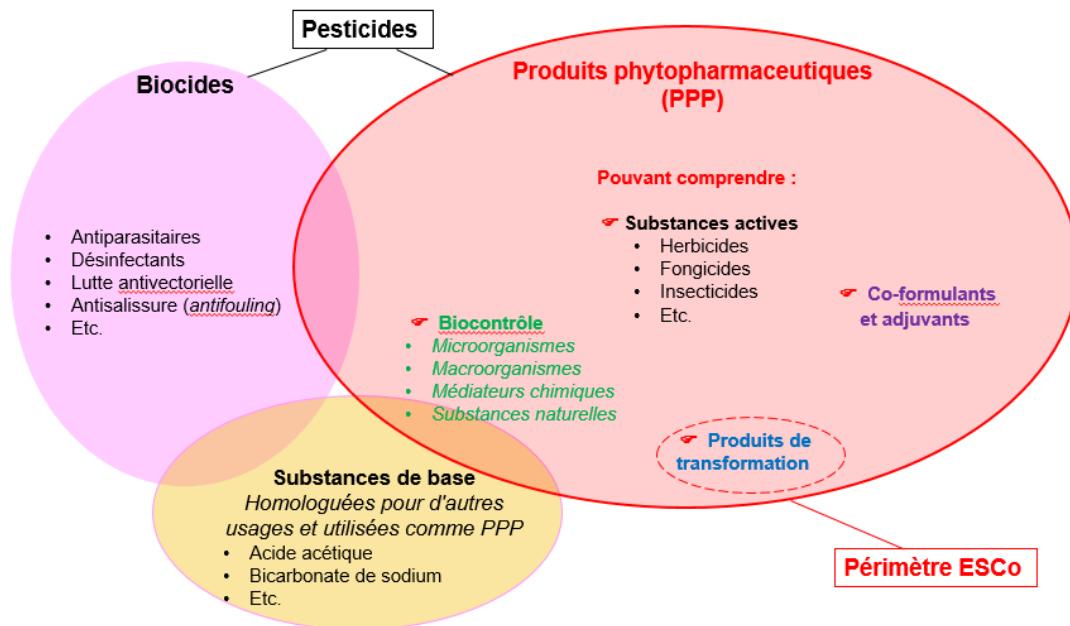 Pesticides
Biocides
• Antiparasitaires
• Désinfectants
• Lutte antivectorielle
• Antisalissure (antifouling)
• Etc.
Produits phytopharmaceutiques
(PPP)
Pouvant comprendre :
☞ Substances actives
• Herbicides
• Fongicides
• Insecticides
• Etc.
☞ Co-formulants
et adjuvants
☞ Biocontrôle
• Microorganismes
• Macroorganismes
• Médiateurs chimiques
• Substances naturelles
☞ Produits de
transformation
Substances de base
Homologuées pour d'autres
usages et utilisées comme PPP
• Acide acétique
• Bicarbonate de sodium
• Etc.
Périmètre ESCo